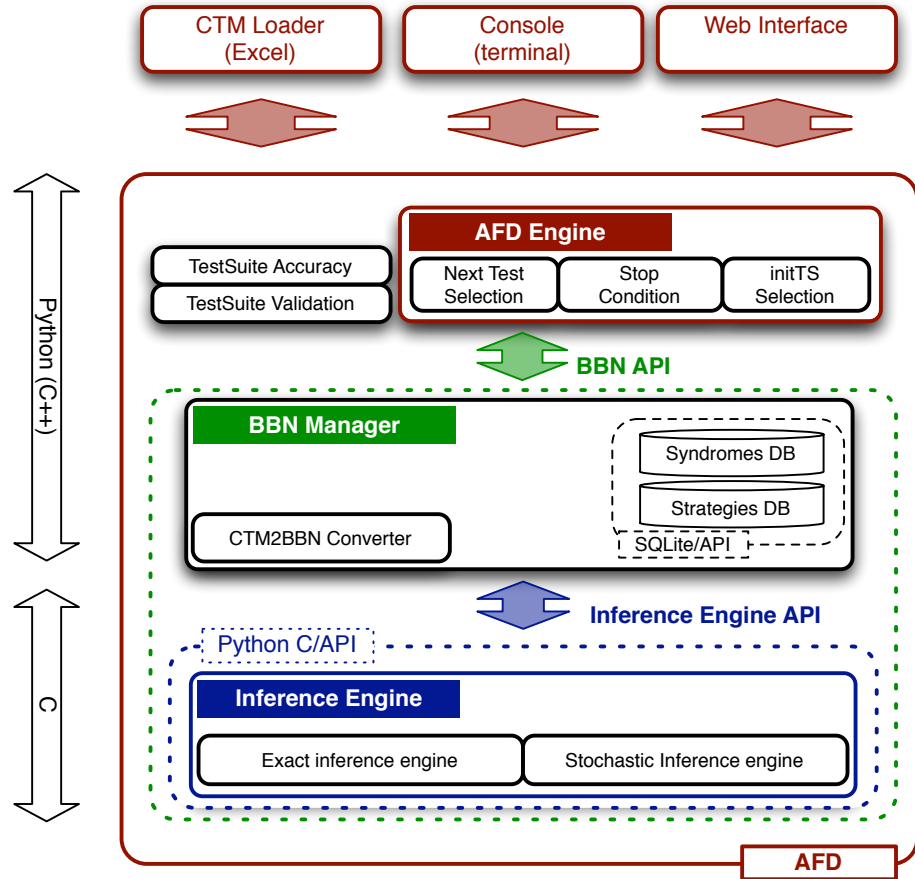 CTM Loader
(Excel)
Console
(terminal)
Web Interface
Python (C++)
C
AFD Engine
TestSuite Accuracy
TestSuite Validation
Next Test
Selection
Stop
Condition
initTS
Selection
BBN API
BBN Manager
Syndromes DB
Strategies DB
SQLite/API
CTM2BBN Converter
Inference Engine API
Python C/API
Inference Engine
Exact inference engine
Stochastic Inference engine
AFD